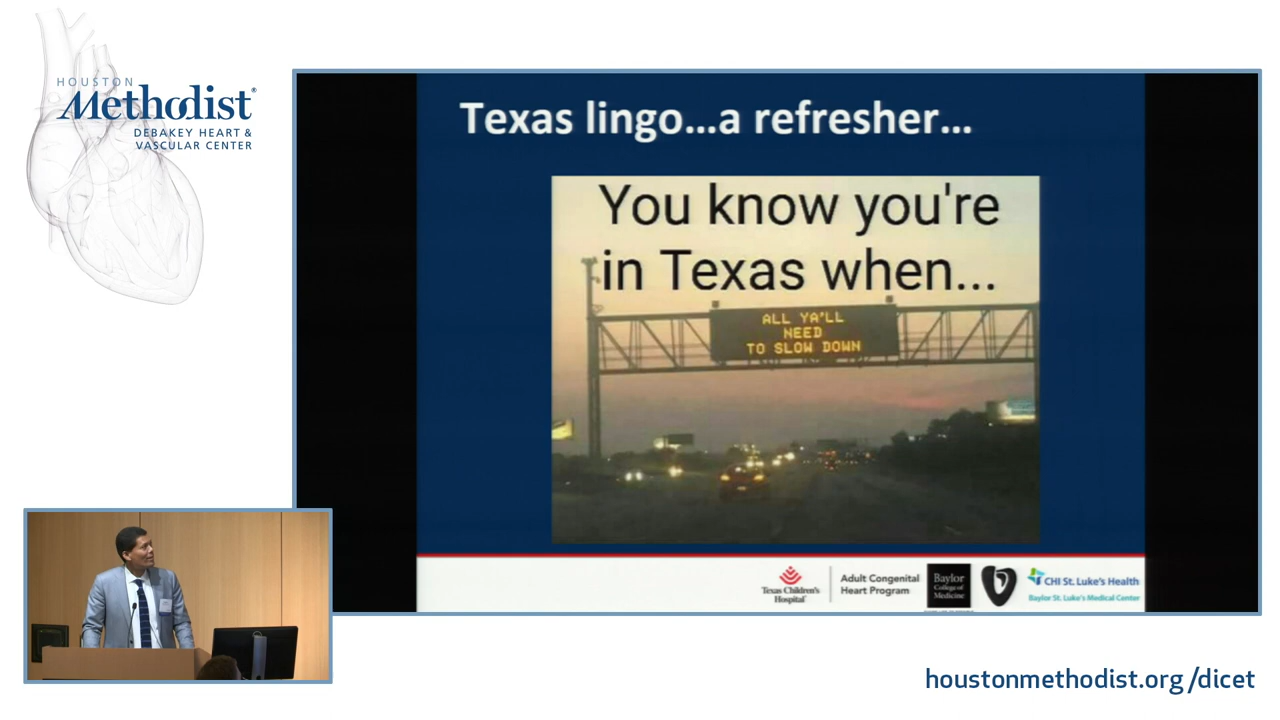 HOUSTON
Methodist®
DEBAKEY HEART &
VASCULAR CENTER
Texas lingo...a refresher...
You know you're
in Texas when...
ALL YA'LL
NEED
TO SLOW DOWN
Texas Children's
Hospital
Adult Congenital
Heart Program
Baylor
College of
Medicine
CHI St. Luke's Health
Baylor St. Luke's Medical Center
houstonmethodist.org/dicet